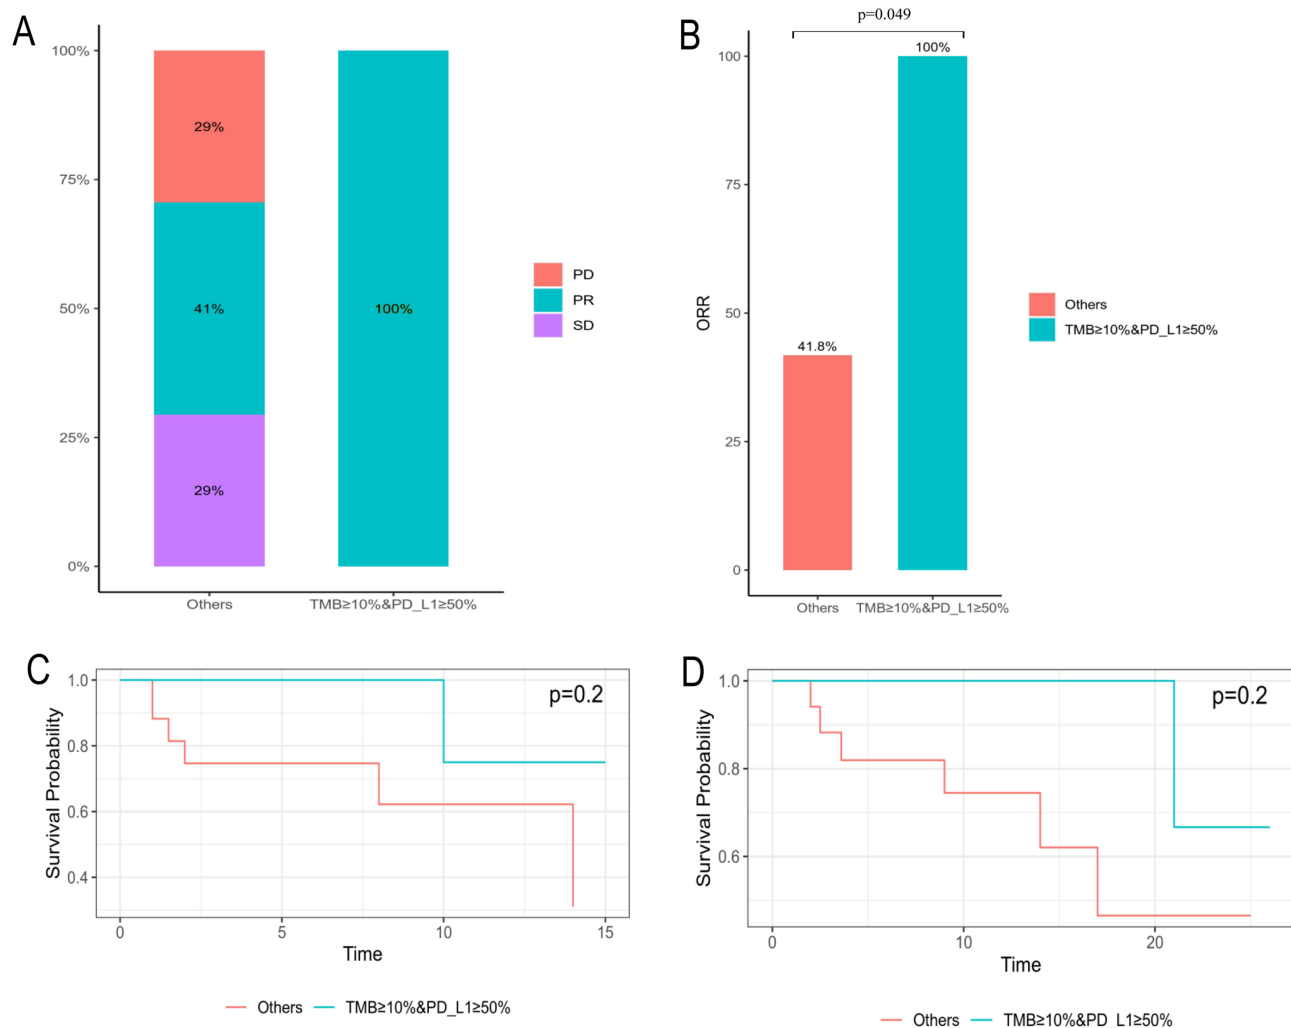 A
100%
75%
50%
25%
0%
29%
41%
29%
100%
Others
TMB≥10%&PD_L1≥50%
PD
PR
SD
B
p=0.049
100%
41.8%
100
75
50
25
0
ORR
Others
TMB≥10%&PD_L1≥50%
Others
TMB≥10%&PD_L1≥50%
C
p=0.2
1.0
0.8
0.6
0.4
Survival Probability
0
5
10
15
Time
Others
TMB≥10%&PD_L1≥50%
D
p=0.2
1.0
0.8
0.6
Survival Probability
0
10
20
Time
Others
TMB≥10%&PD L1≥50%